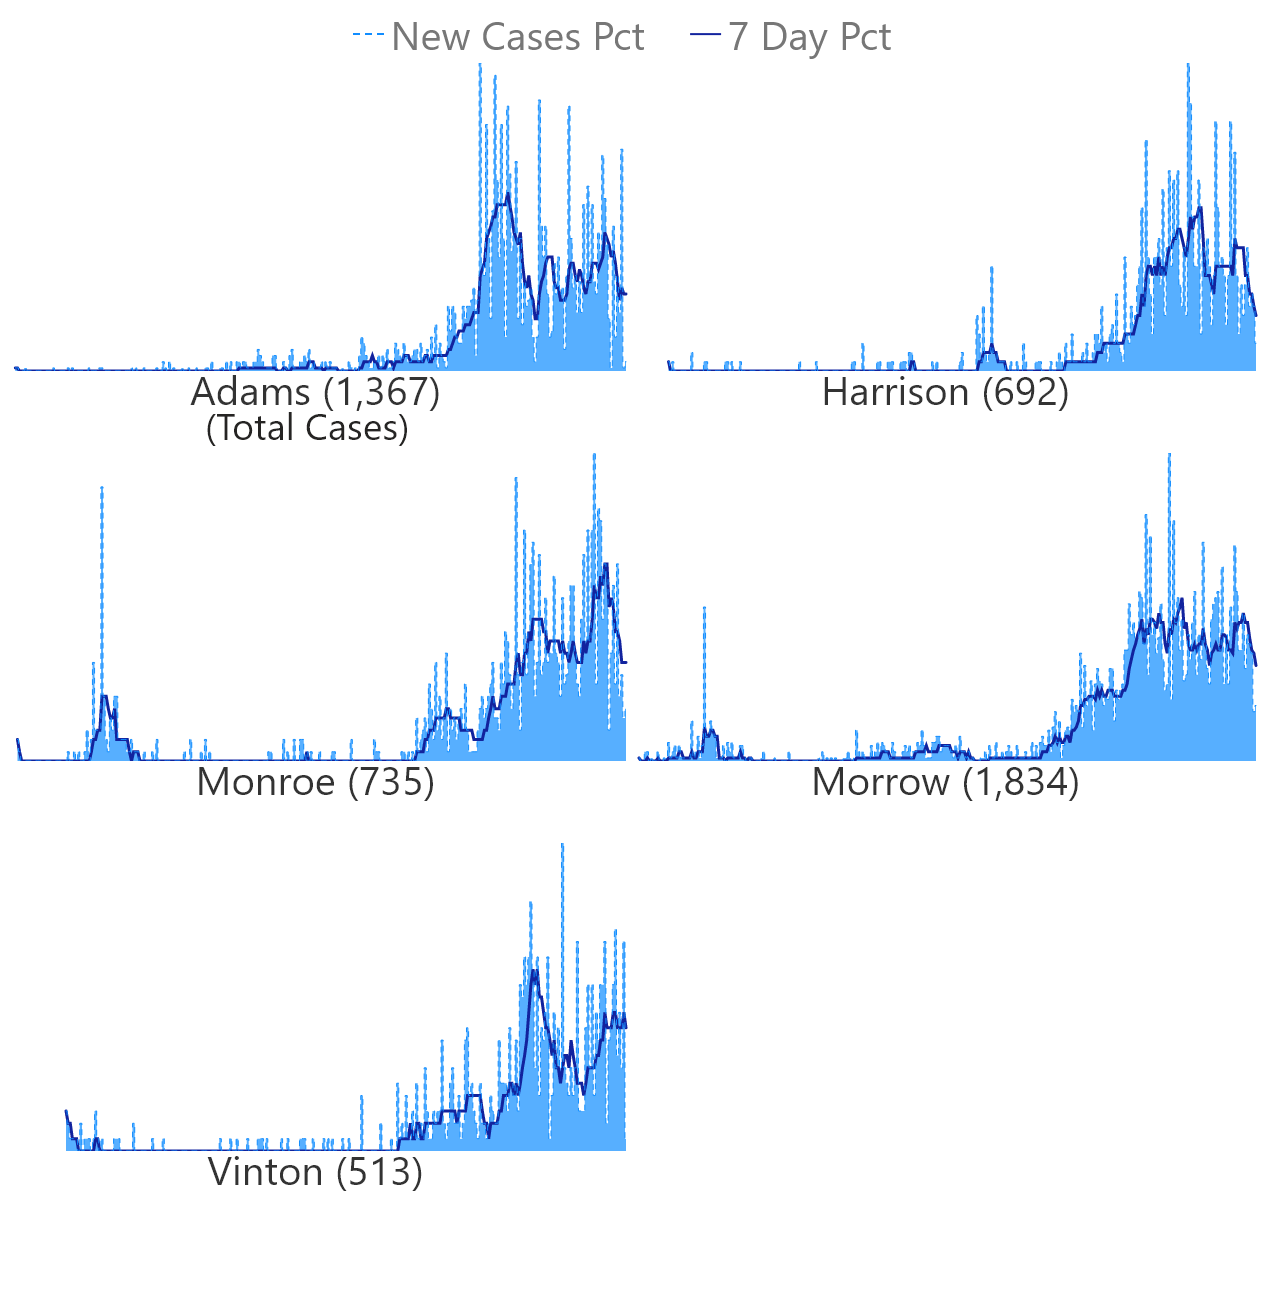 New Cases Pct 7 Day Pct
Adams (1,367)
(Total Cases)
Harrison (692)
Monroe (735)
Morrow (1,834)
Vinton (513)